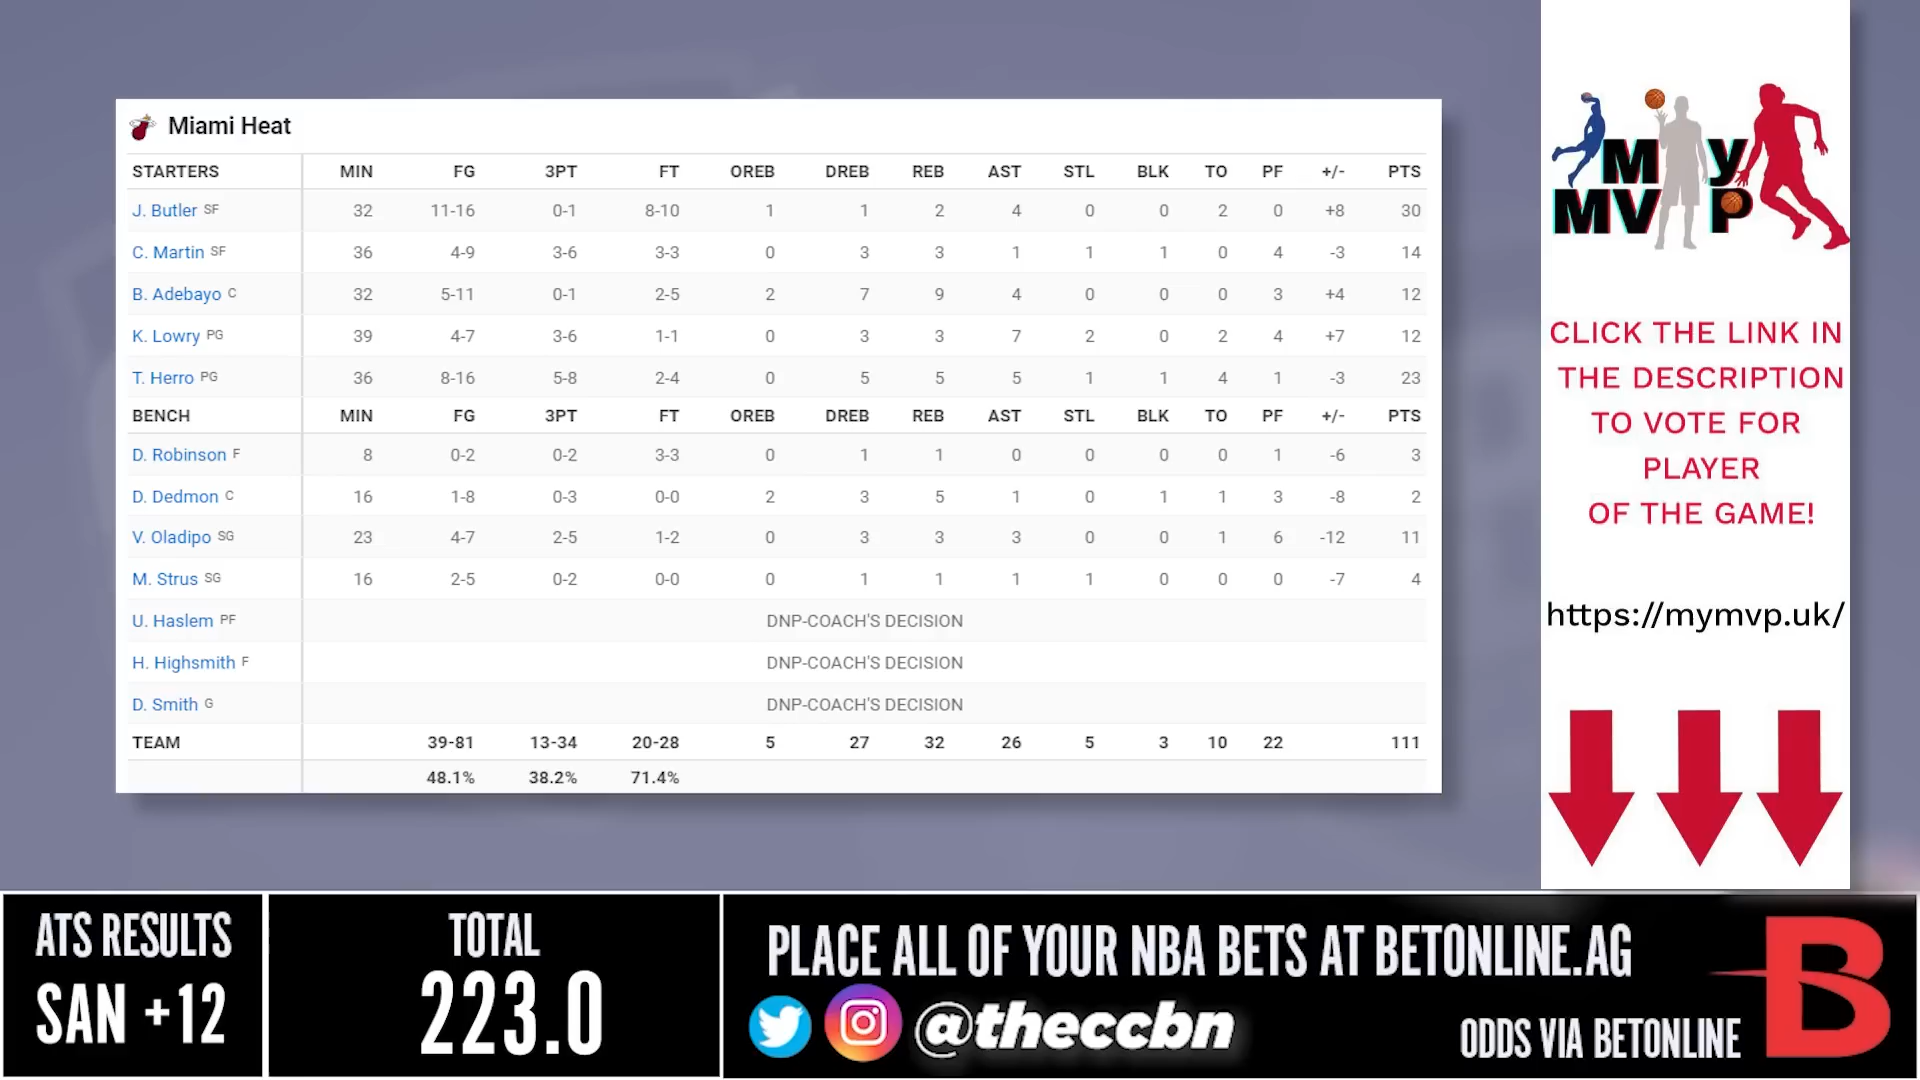 Miami Heat
STARTERS MIN FG 3PT FT OREB DREB REB AST STL BLK TO PF +/- PTS
J. Butler SF 32 11-16 0-1 8-10 1 1 2 4 0 0 2 0 +8 30
C. Martin SF 36 4-9 3-6 3-3 0 3 3 1 1 1 0 4 -3 14
B. Adebayo C 32 5-11 0-1 2-5 2 7 9 4 0 0 0 3 +4 12
K. Lowry PG 39 4-7 3-6 1-1 0 3 3 7 2 0 2 4 +7 12
T. Herro PG 36 8-16 5-8 2-4 0 5 5 5 1 1 4 1 -3 23
BENCH MIN FG 3PT FT OREB DREB REB AST STL BLK TO PF +/- PTS
D. Robinson F 8 0-2 0-2 3-3 0 1 1 0 0 0 0 1 -6 3
D. Dedmon C 16 1-8 0-3 0-0 2 3 5 1 0 1 1 3 -8 2
V. Oladipo SG 23 4-7 2-5 1-2 0 3 3 3 0 0 1 6 -12 11
M. Strus SG 16 2-5 0-2 0-0 0 1 1 1 1 0 0 0 -7 4
U. Haslem PF DNP-COACH'S DECISION
H. Highsmith F DNP-COACH'S DECISION
D. Smith G DNP-COACH'S DECISION
TEAM 39-81 13-34 20-28 5 27 32 26 5 3 10 22 111
48.1% 38.2% 71.4%
My
MVP
CLICK THE LINK IN
THE DESCRIPTION
TO VOTE FOR
PLAYER
OF THE GAME!
https://mymvp.uk/
ATS RESULTS
SAN +12
TOTAL
223.0
PLACE ALL OF YOUR NBA BETS AT BETONLINE.AG
@theccbn
ODDS VIA BETONLINE
B